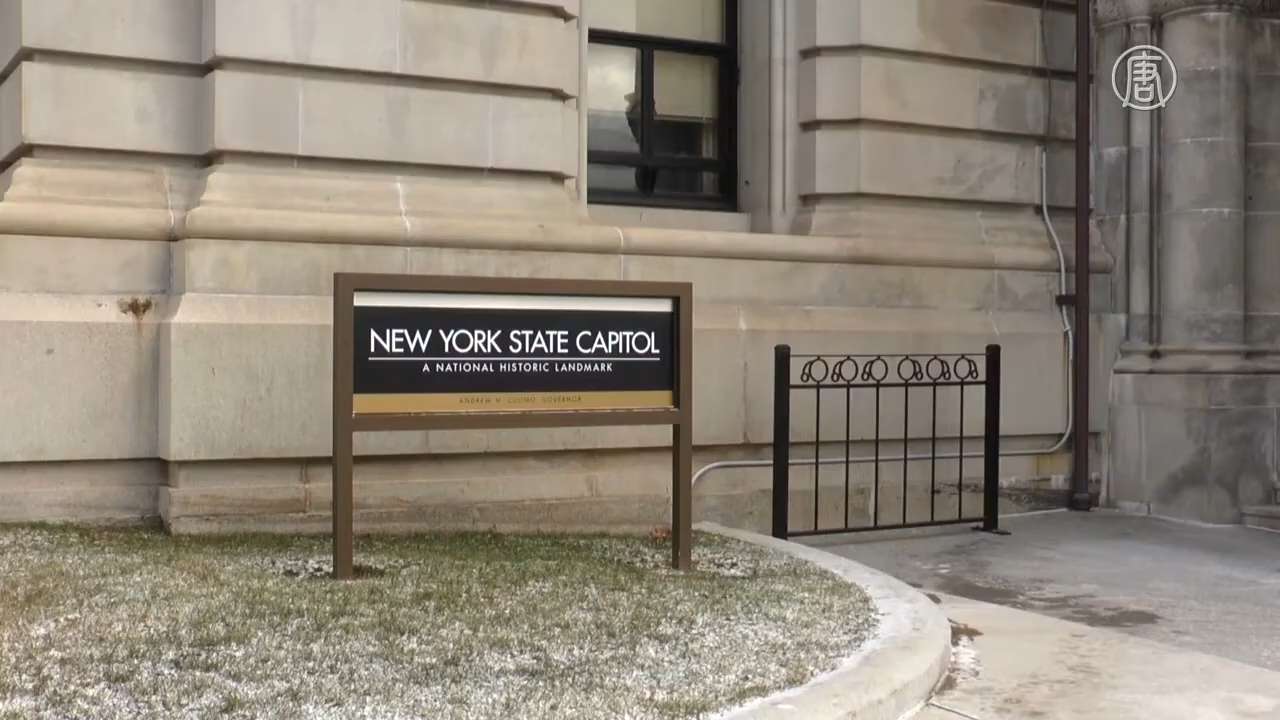 唐
NEW YORK STATE CAPITOL
A NATIONAL HISTORIC LANDMARK
ANDREW M. CUOMO, GOVERNOR